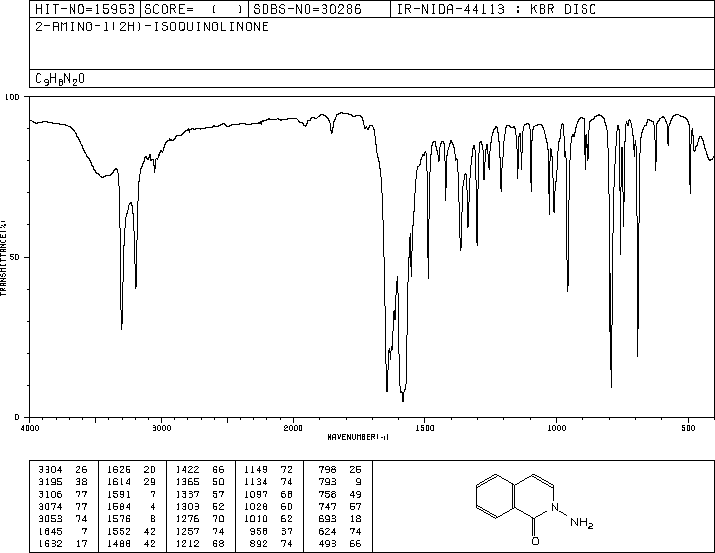 HIT-NO=15953 SCORE= ( ) SDBS-NO=30286 IR-NIDA-44113 : KBR DISC
2-AMINO-1(2H)-ISOQUINOLINONE
C9H8N2O
100
50
0
TRANSMITTANCE(%)
4000 3000 2000 1500 1000 500
WAVENUMBER(-1)
3304 26 1626 20 1422 66 1149 72 798 25
3195 38 1614 29 1365 50 1134 74 793 9
3106 77 1591 7 1337 57 1097 68 758 49
3074 77 1584 4 1303 52 1028 60 747 57
3053 74 1576 8 1276 70 1010 62 693 18
1645 7 1552 42 1257 74 958 37 624 74
1632 17 1488 42 1212 68 892 74 493 66
N
NH2
O